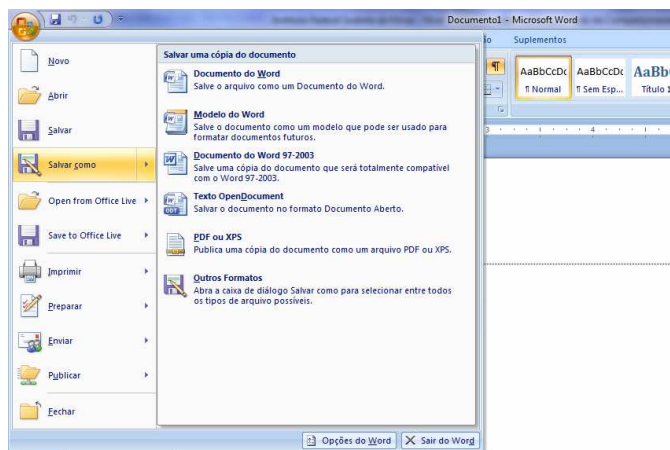 Documento1 - Microsoft Word
Suplementos
Novo
Abrir
Salvar
Salvar como
Open from Office Live
Save to Office Live
Imprimir
Preparar
Enviar
Publicar
Fechar
Salvar uma cópia do documento
Documento do Word
Salve o arquivo como um Documento do Word.
Modelo do Word
Salve o documento como um modelo que pode ser usado para
formatar documentos futuros.
Documento do Word 97-2003
Salve uma cópia do documento que será totalmente compatível
com o Word 97-2003.
Texto OpenDocument
Salvar o documento no formato Documento Aberto.
PDF ou XPS
Publica uma cópia do documento como um arquivo PDF ou XPS.
Outros Formatos
Abra a caixa de diálogo Salvar como para selecionar entre todos
os tipos de arquivo possíveis.
Opções do Word
Sair do Word
AaBbCcDc AaBbCcDc AaBb
¶ Normal ¶ Sem Esp... Título 1
3 4